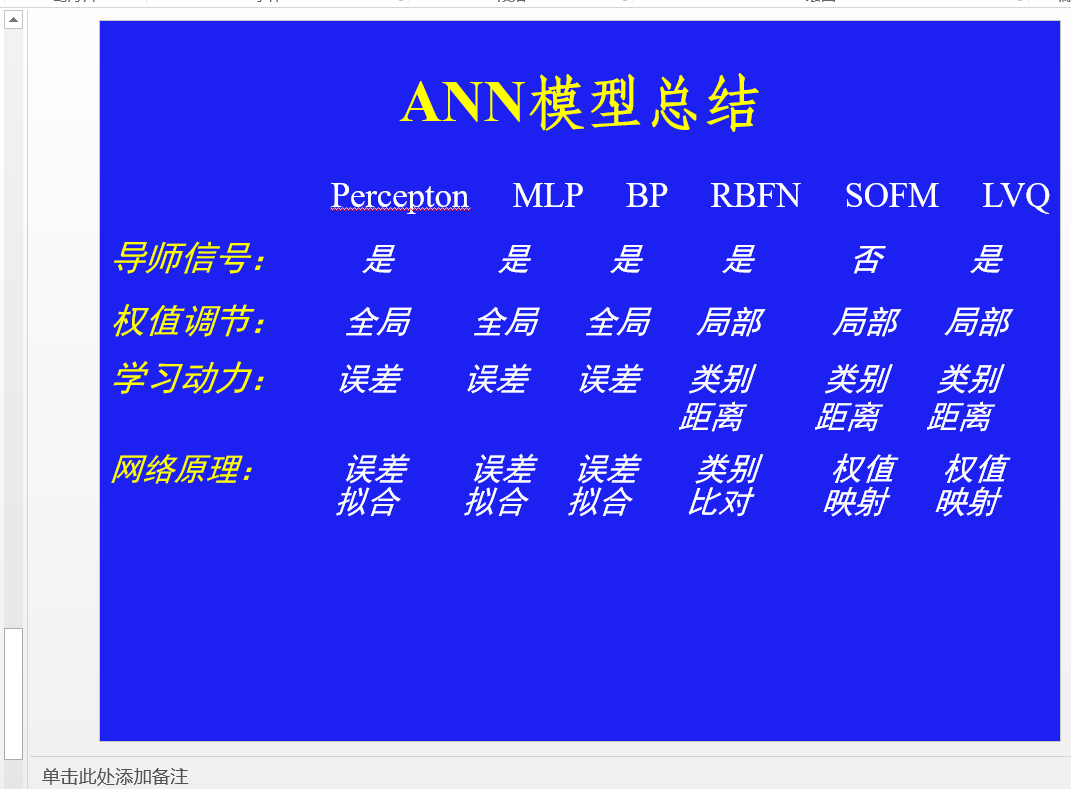 ANN模型总结
Percepton MLP BP RBFN SOFM LVQ
导师信号： 是 是 是 是 否 是
权值调节： 全局 全局 全局 局部 局部 局部
学习动力： 误差 误差 误差 类别 类别 类别
距离 距离 距离
网络原理： 误差 误差 误差 类别 权值 权值
拟合 拟合 拟合 比对 映射 映射
单击此处添加备注